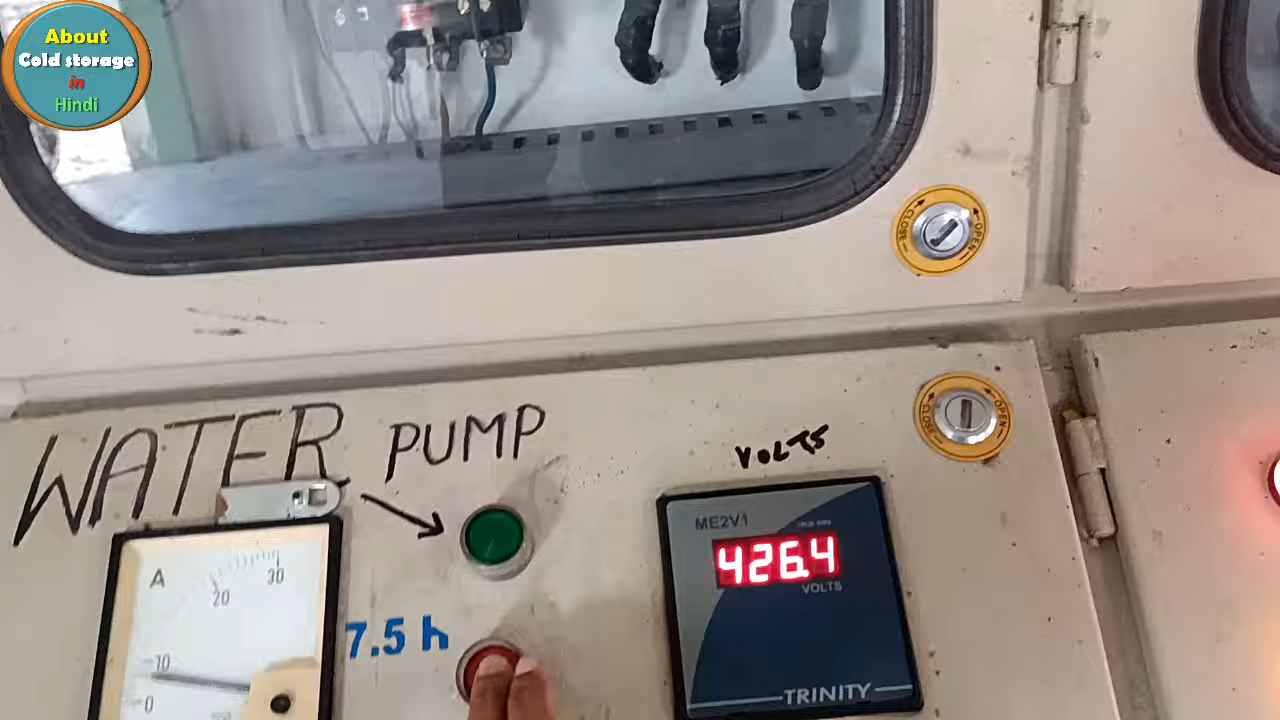 About
Cold storage
in
Hindi
CLOSE OPEN
CLOSE OPEN
WATER PUMP
VOLTS
ME2V1
426.4
VOLTS
TRINITY
A
30
20
10
0
7.5 h